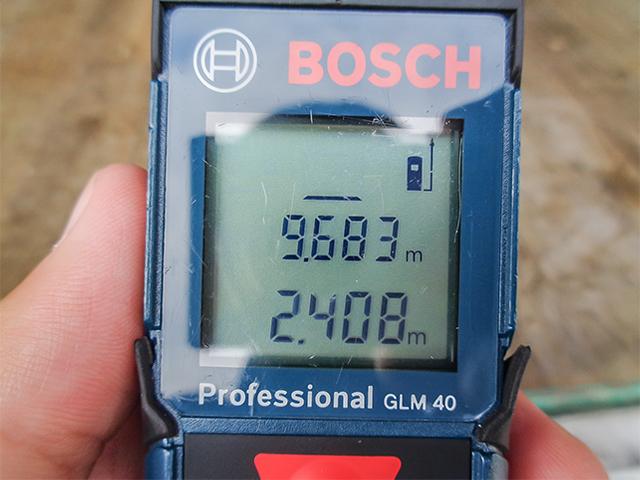 BOSCH
9.683 m
2.408 m
Professional GLM 40